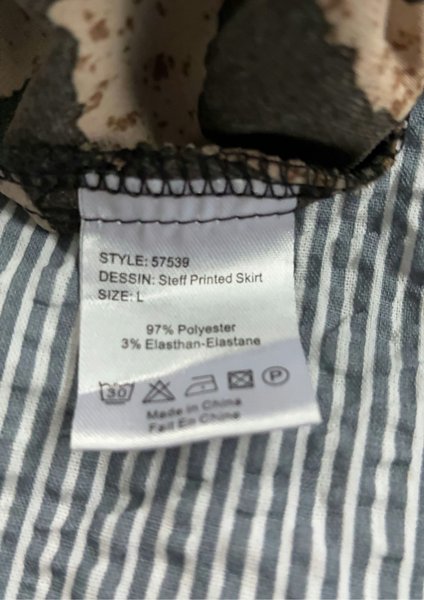 STYLE: 57539
DESSIN: Steff Printed Skirt
SIZE: L
97% Polyester
3% Elasthan-Elastane
30 P
Made in China
Fait En Chine